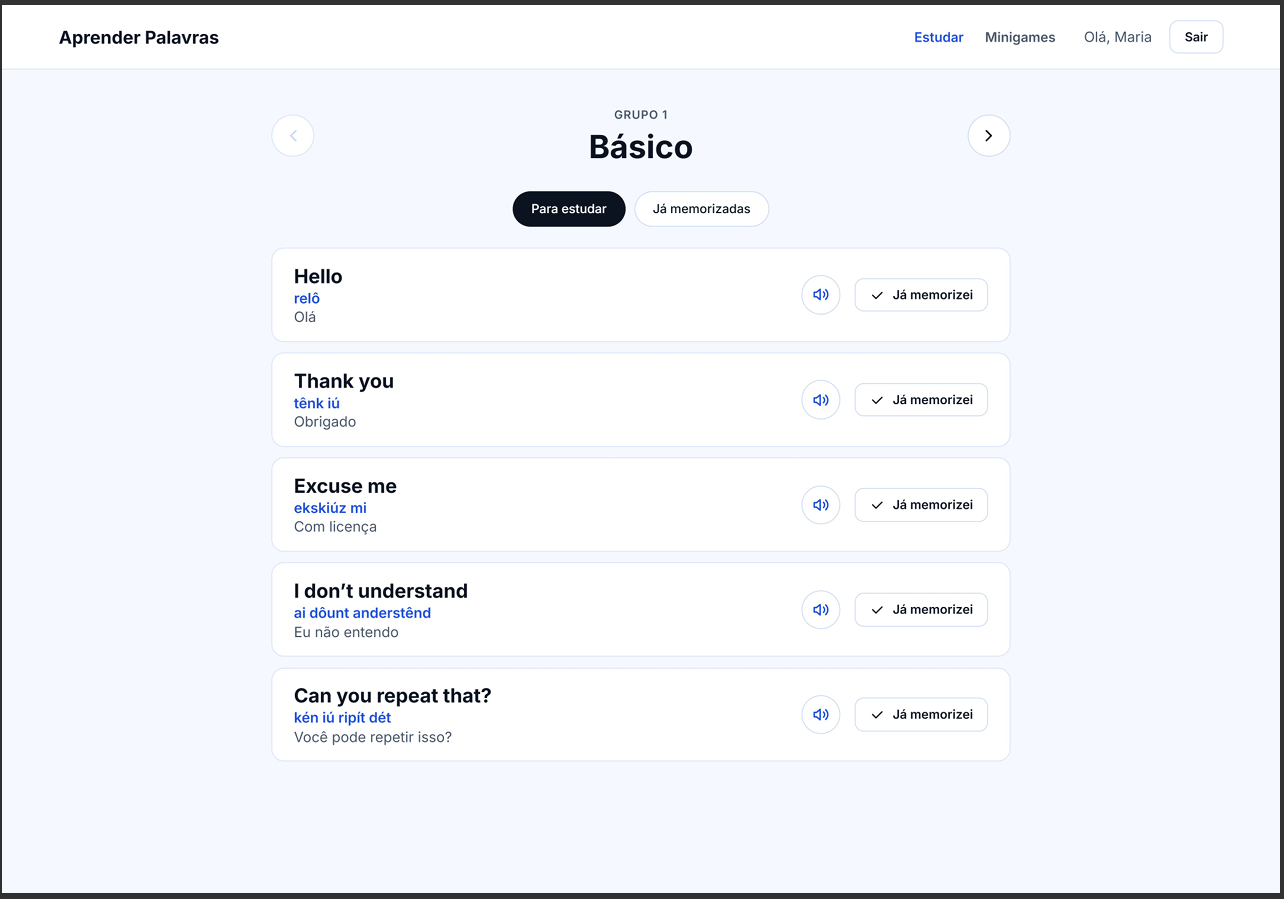 Aprender Palavras
Estudar Minigames Olá, Maria Sair
GRUPO 1
Básico
Para estudar Já memorizadas
Hello
relô
Olá
Já memorizei
Thank you
tênk iú
Obrigado
Já memorizei
Excuse me
ekskiúz mi
Com licença
Já memorizei
I don’t understand
ai dôunt anderstênd
Eu não entendo
Já memorizei
Can you repeat that?
kén iú ripít dét
Você pode repetir isso?
Já memorizei